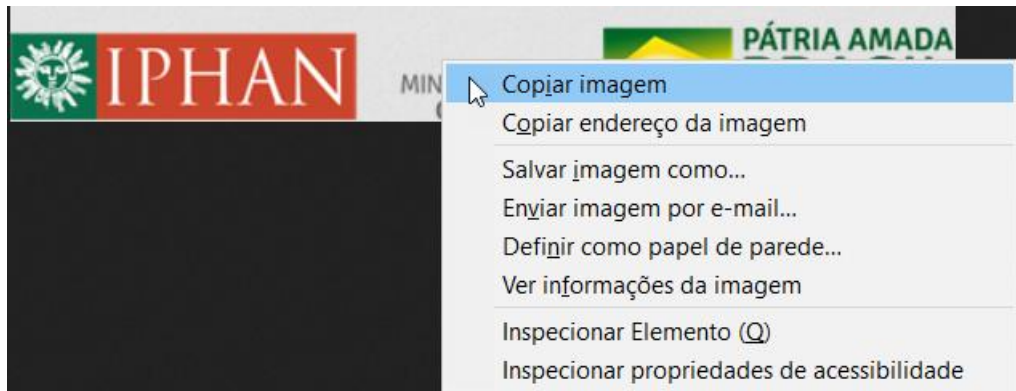 IPHAN
PÁTRIA AMADA
MIN
Copiar imagem
Copiar endereço da imagem
Salvar imagem como...
Enviar imagem por e-mail...
Definir como papel de parede...
Ver informações da imagem
Inspecionar Elemento (Q)
Inspecionar propriedades de acessibilidade